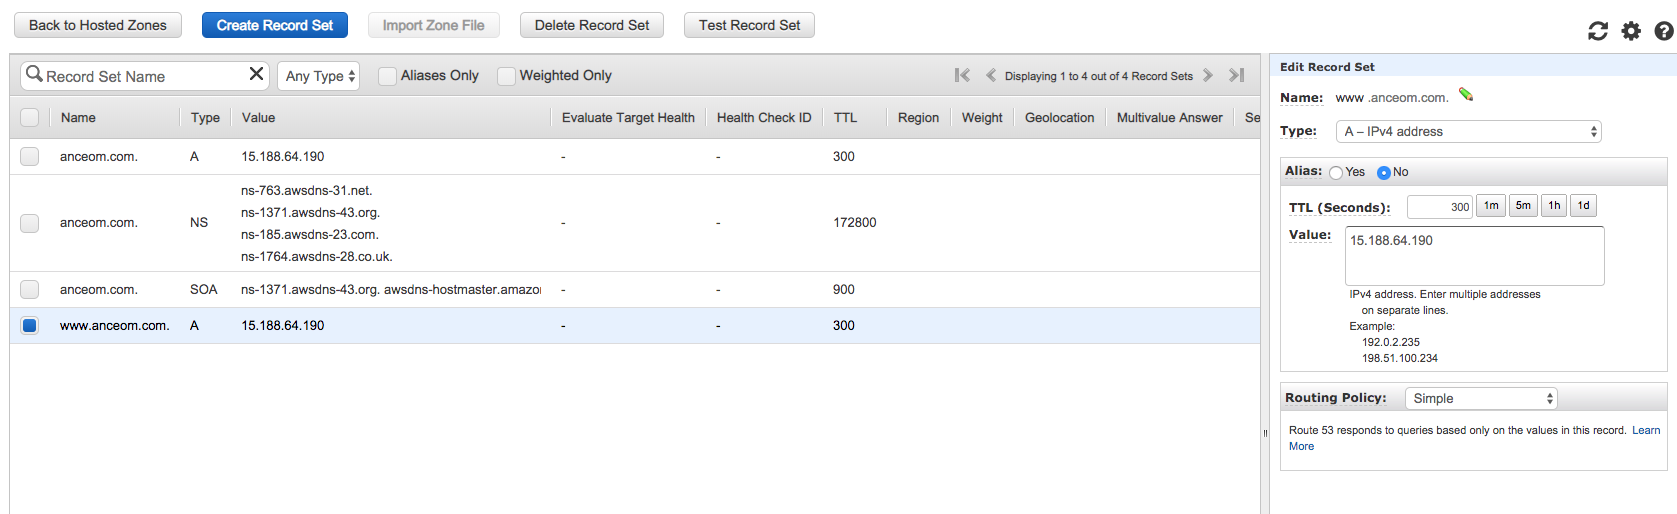 Back to Hosted Zones Create Record Set Import Zone File Delete Record Set Test Record Set
Record Set Name Any Type Aliases Only Weighted Only Displaying 1 to 4 out of 4 Record Sets
Name Type Value Evaluate Target Health Health Check ID TTL Region Weight Geolocation Multivalue Answer Se
anceom.com. A 15.188.64.190 - - 300
ns-763.awsdns-31.net.
ns-1371.awsdns-43.org.
anceom.com. NS - - 172800
ns-185.awsdns-23.com.
ns-1764.awsdns-28.co.uk.
anceom.com. SOA ns-1371.awsdns-43.org. awsdns-hostmaster.amazo - - 900
www.anceom.com. A 15.188.64.190 - - 300
Edit Record Set
Name: www .anceom.com.
Type: A – IPv4 address
Alias: Yes No
TTL (Seconds): 300 1m 5m 1h 1d
Value: 15.188.64.190
IPv4 address. Enter multiple addresses
on separate lines.
Example:
192.0.2.235
198.51.100.234
Routing Policy: Simple
Route 53 responds to queries based only on the values in this record. Learn
More